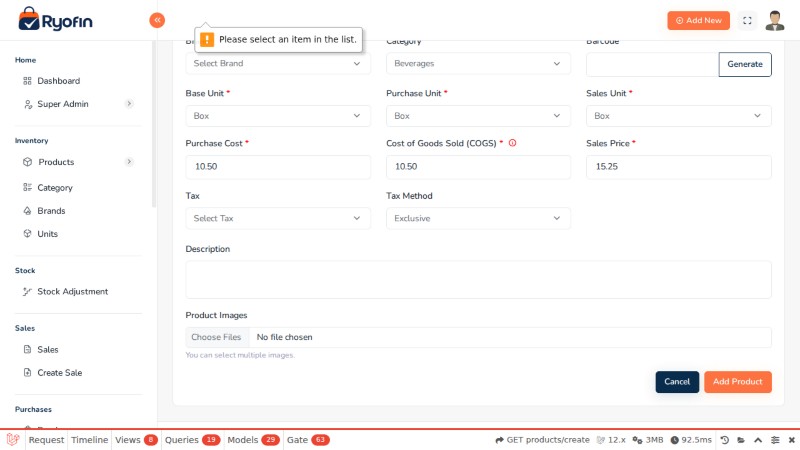 Ryofin
Please select an item in the list.
Add New
Category
Barcode
Select Brand
Beverages
Generate
Base Unit *
Purchase Unit *
Sales Unit *
Box
Box
Box
Purchase Cost *
Cost of Goods Sold (COGS) *
Sales Price *
10.50
10.50
15.25
Tax
Tax Method
Select Tax
Exclusive
Description
Product Images
Choose Files
No file chosen
You can select multiple images.
Cancel
Add Product
Home
Dashboard
Super Admin
Inventory
Products
Category
Brands
Units
Stock
Stock Adjustment
Sales
Sales
Create Sale
Purchases
Request
Timeline
Views 8
Queries 19
Models 29
Gate 63
GET products/create
12.x
3MB
92.5ms